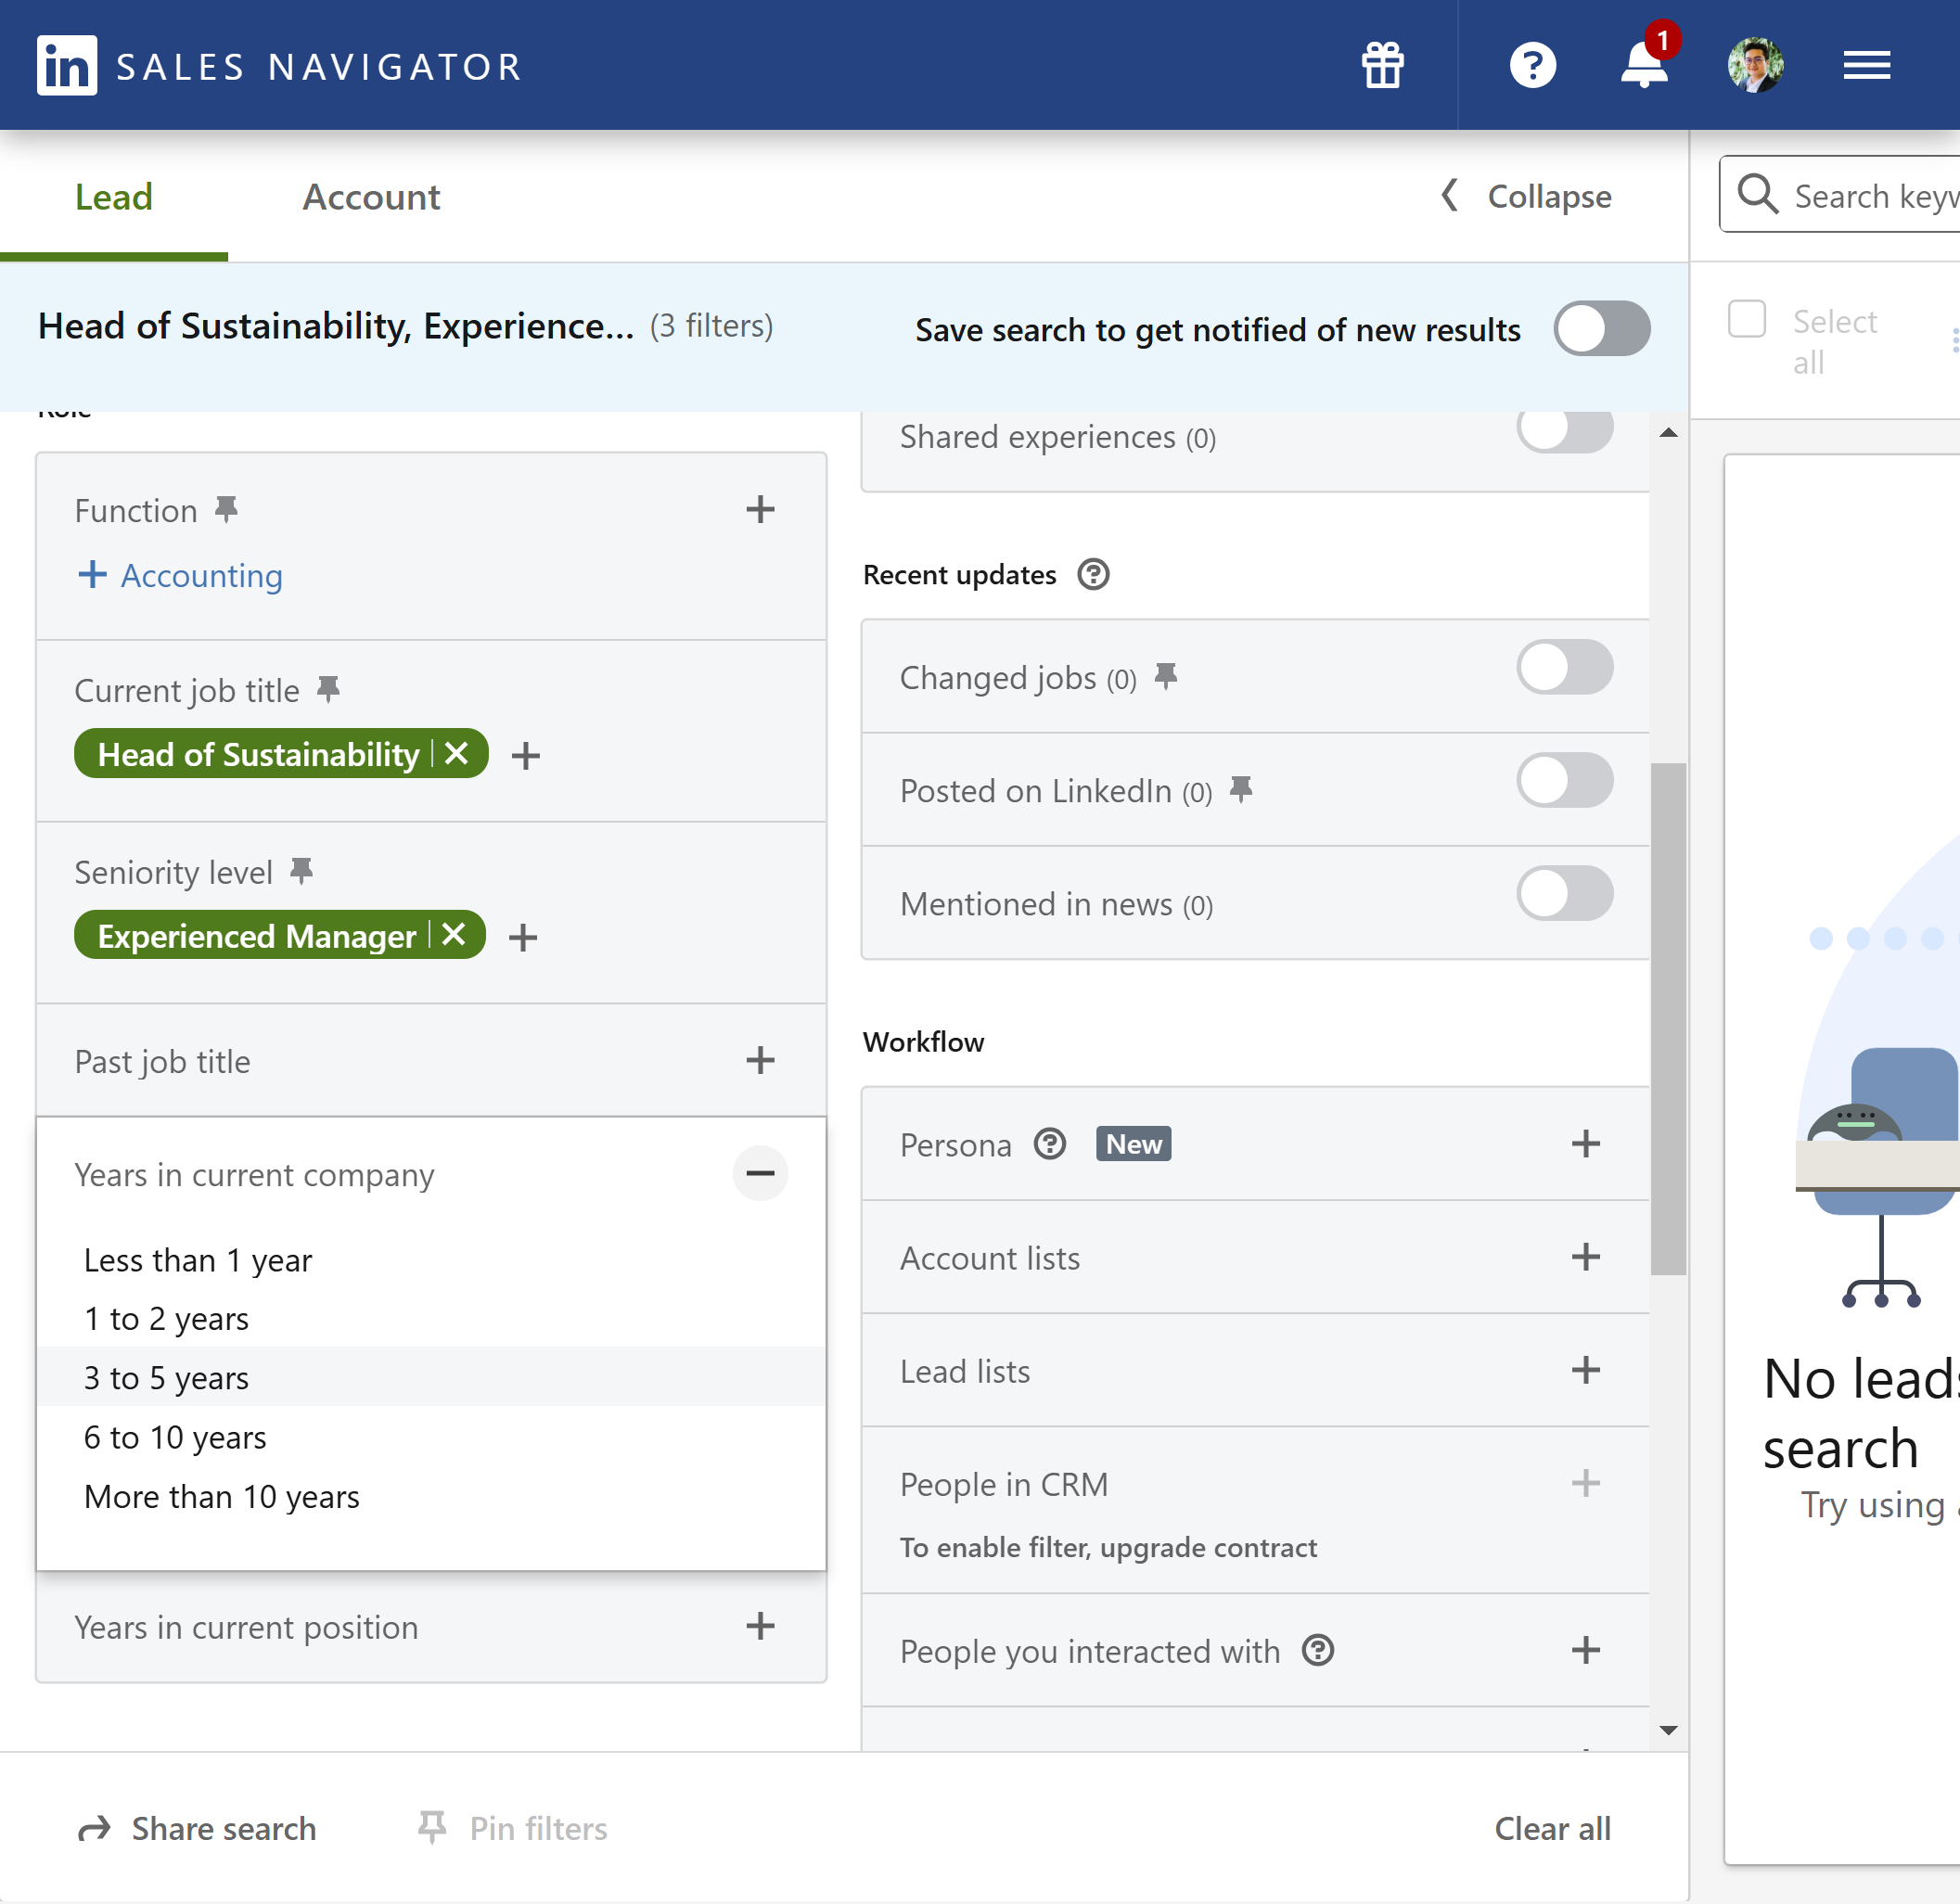 in SALES NAVIGATOR
1
Lead
Account
Collapse
Search keyw
Head of Sustainability, Experience... (3 filters)
Save search to get notified of new results
Select
all
Role
Function
+ Accounting
Current job title
Head of Sustainability
Seniority level
Experienced Manager
Past job title
Years in current company
Less than 1 year
1 to 2 years
3 to 5 years
6 to 10 years
More than 10 years
Years in current position
Shared experiences (0)
Recent updates
Changed jobs (0)
Posted on LinkedIn (0)
Mentioned in news (0)
Workflow
Persona New
Account lists
Lead lists
People in CRM
To enable filter, upgrade contract
People you interacted with
No leads
search
Try using
Share search
Pin filters
Clear all